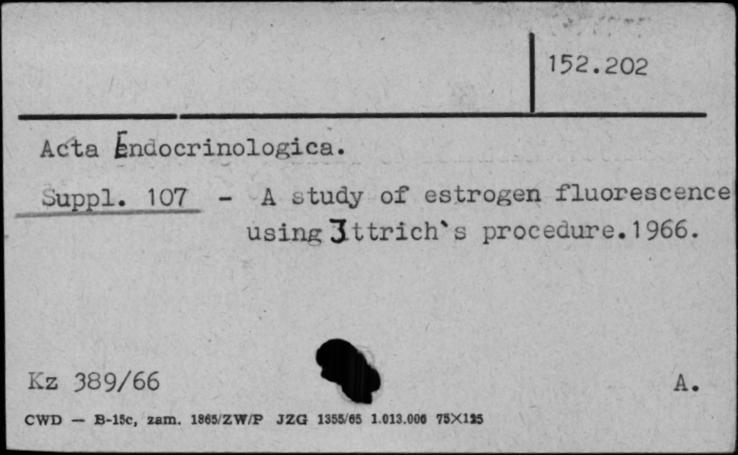 152.202
Acta Endocrinologica.
Suppl. 107 - A study of estrogen fluorescence
using Ittrich`s procedure.1966.
Kz 389/66
A.
CWD — B-15c, zam. 1865/ZW/P JZG 1355/65 1.013.000 75X125